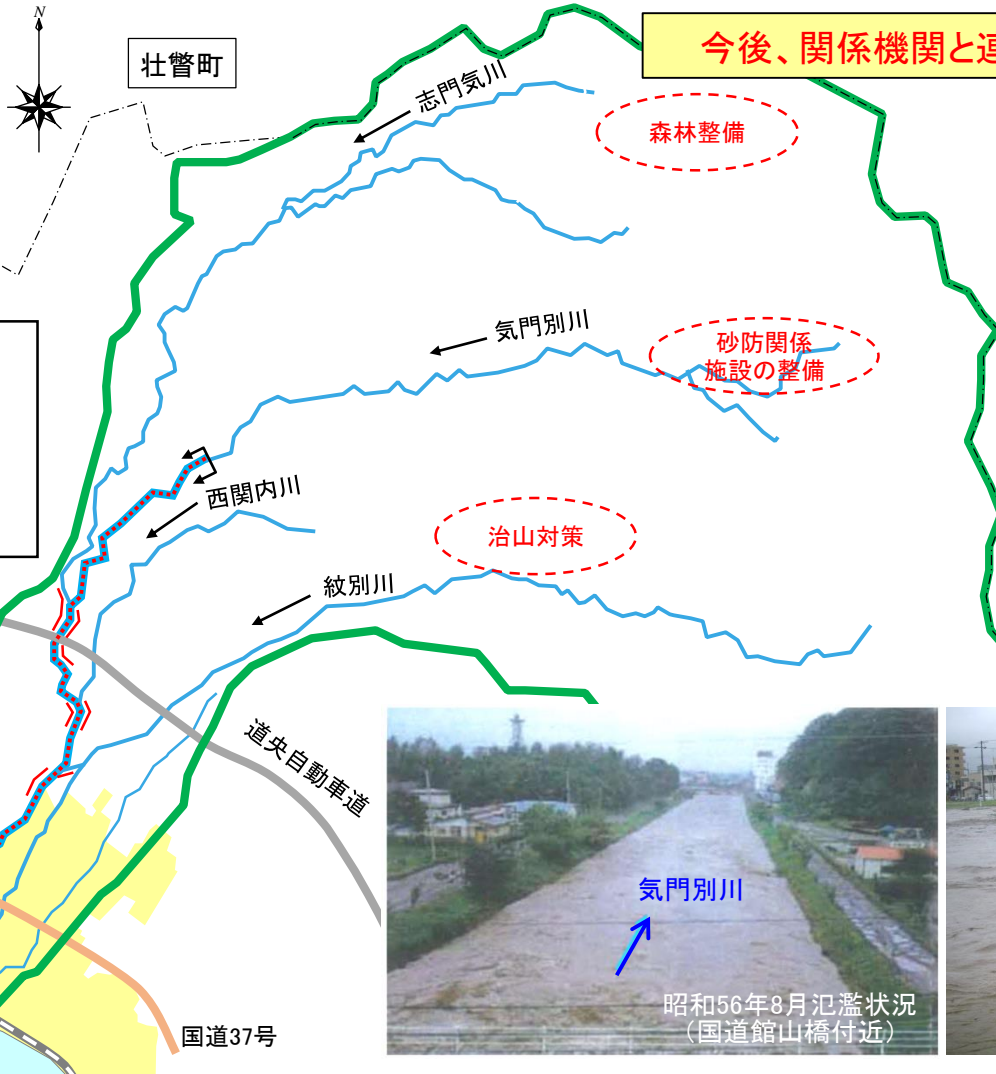 N
壮瞥町
今後、関係機関と連
志門気川
森林整備
気門別川
砂防関係
施設の整備
西関内川
治山対策
紋別川
道央自動車道
気門別川
昭和56年8月氾濫状況
(国道館山橋付近)
国道37号